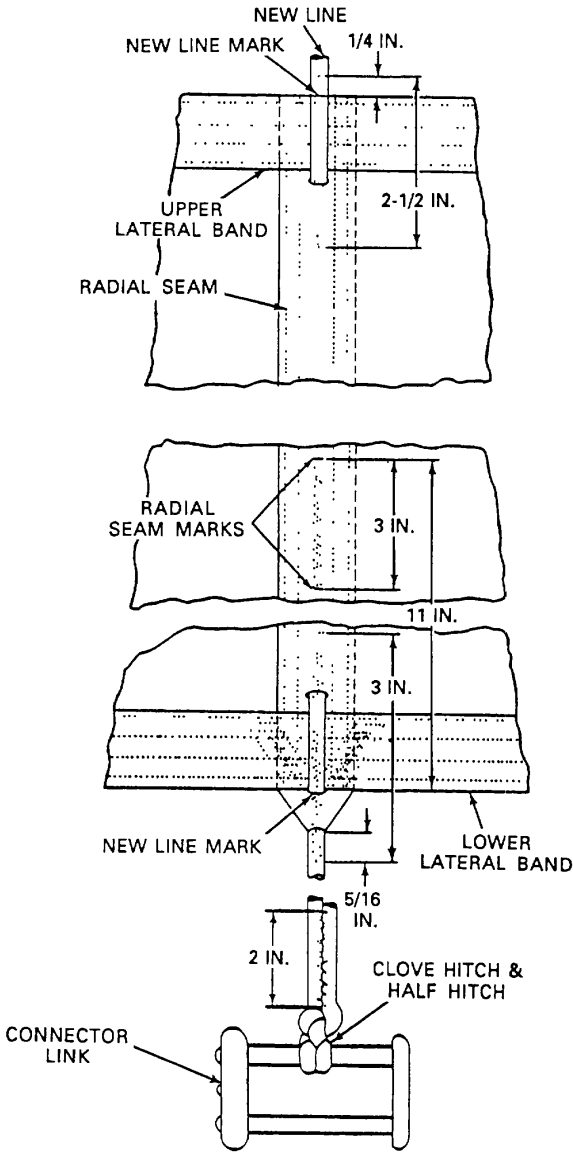 NEW LINE
NEW LINE MARK
1/4 IN.
2-1/2 IN.
UPPER
LATERAL BAND
RADIAL SEAM
RADIAL
SEAM MARKS
3 IN.
11 IN.
3 IN.
NEW LINE MARK
LOWER
LATERAL BAND
5/16
IN.
2 IN.
CLOVE HITCH &
HALF HITCH
CONNECTOR
LINK